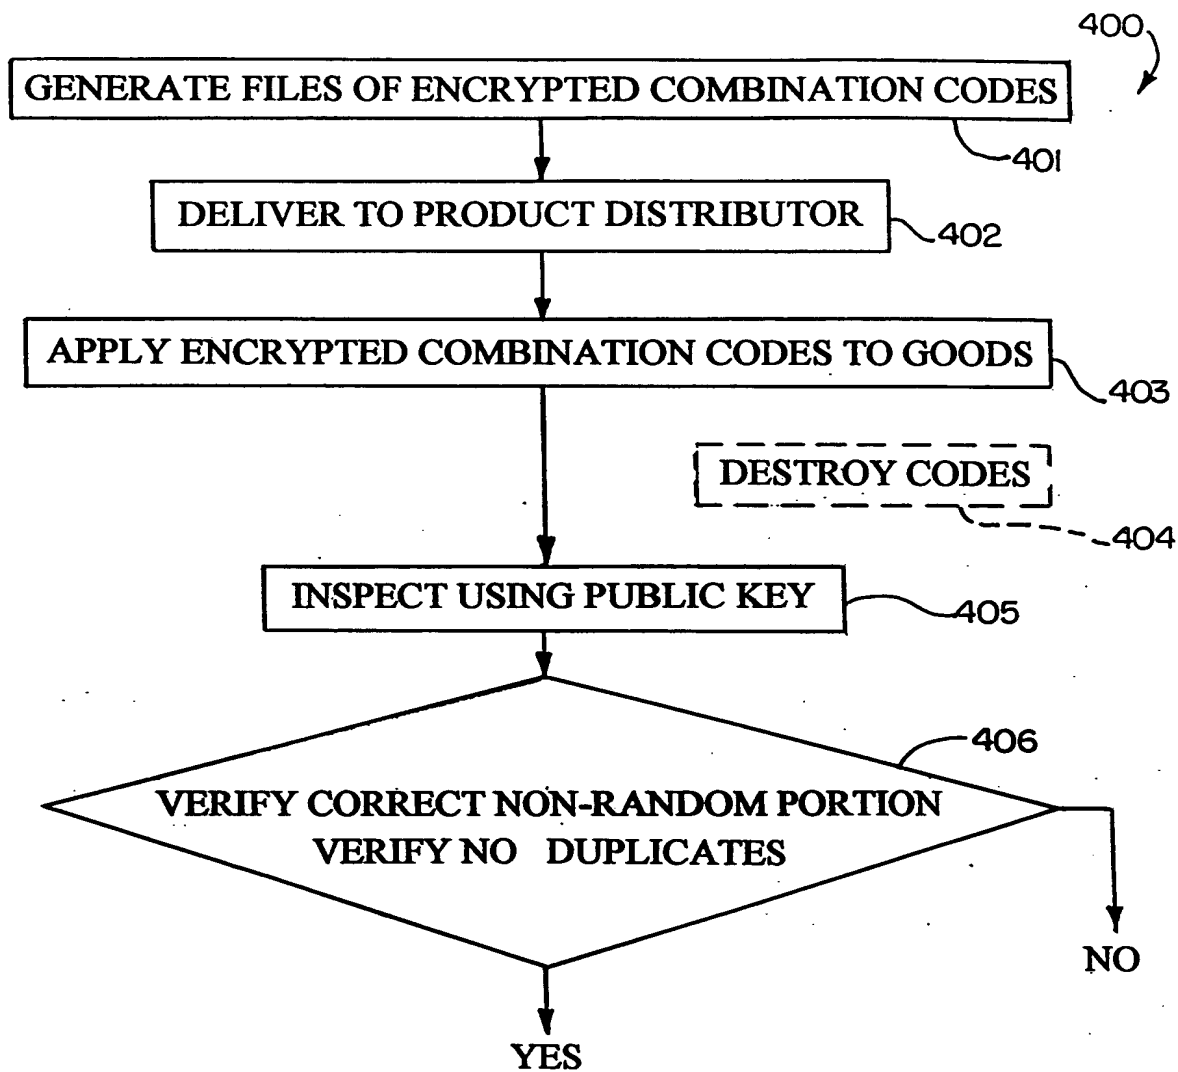 400
GENERATE FILES OF ENCRYPTED COMBINATION CODES
401
DELIVER TO PRODUCT DISTRIBUTOR
402
APPLY ENCRYPTED COMBINATION CODES TO GOODS
403
DESTROY CODES
404
INSPECT USING PUBLIC KEY
405
406
VERIFY CORRECT NON-RANDOM PORTION
VERIFY NO DUPLICATES
NO
YES